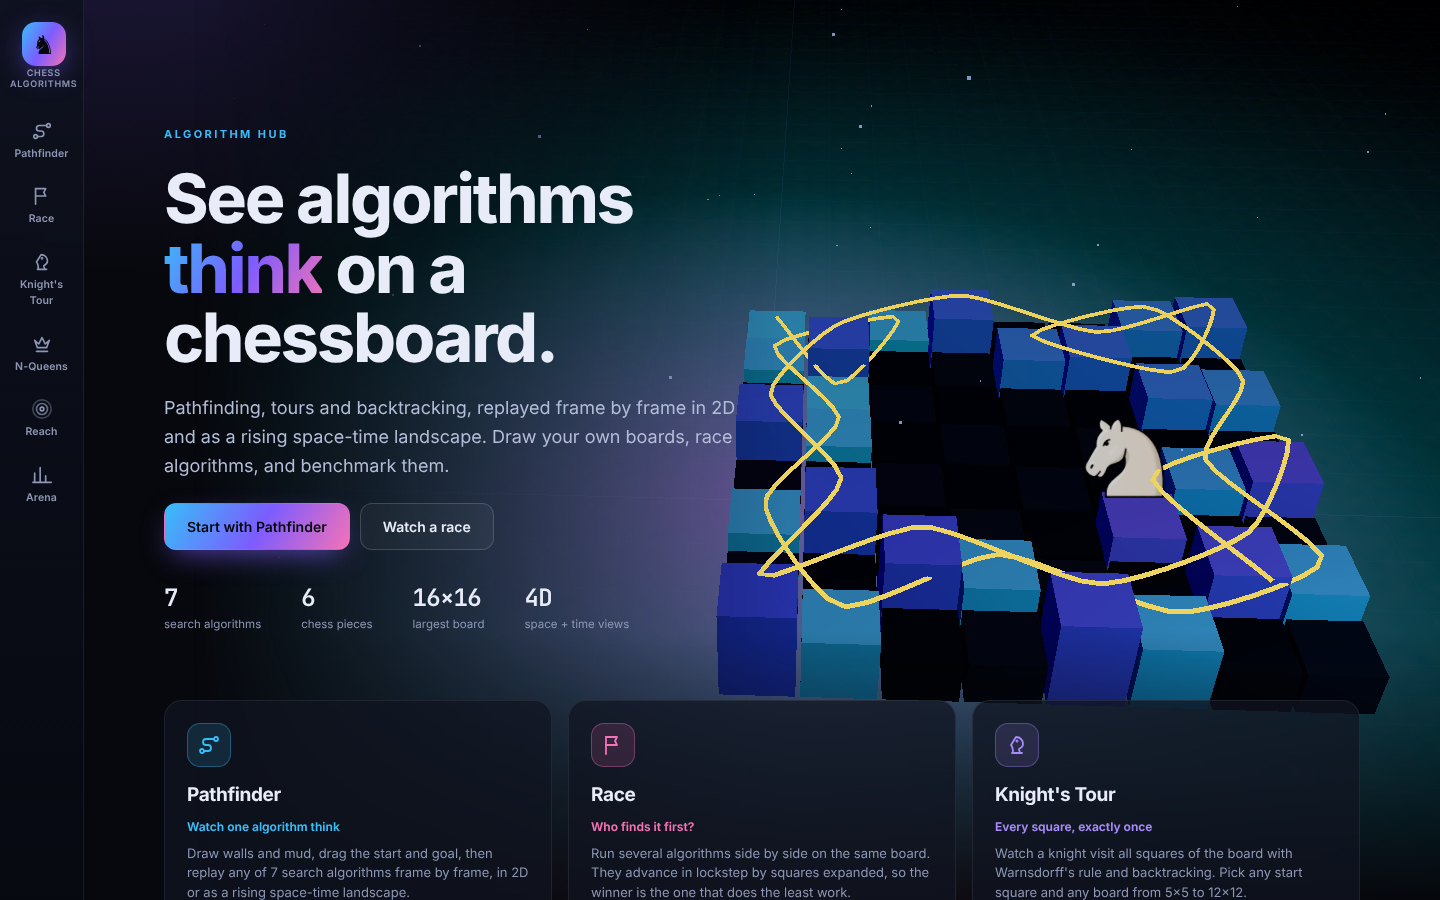 CHESS
ALGORITHMS
Pathfinder
Race
Knight's
Tour
N-Queens
Reach
Arena
ALGORITHM HUB
See algorithms
think on a
chessboard.
Pathfinding, tours and backtracking, replayed frame by frame in 2D
and as a rising space-time landscape. Draw your own boards, race
algorithms, and benchmark them.
Start with Pathfinder
Watch a race
7
search algorithms
6
chess pieces
16×16
largest board
4D
space + time views
Pathfinder
Watch one algorithm think
Draw walls and mud, drag the start and goal, then
replay any of 7 search algorithms frame by frame, in 2D
or as a rising space-time landscape.
Race
Who finds it first?
Run several algorithms side by side on the same board.
They advance in lockstep by squares expanded, so the
winner is the one that does the least work.
Knight's Tour
Every square, exactly once
Watch a knight visit all squares of the board with
Warnsdorff's rule and backtracking. Pick any start
square and any board from 5×5 to 12×12.